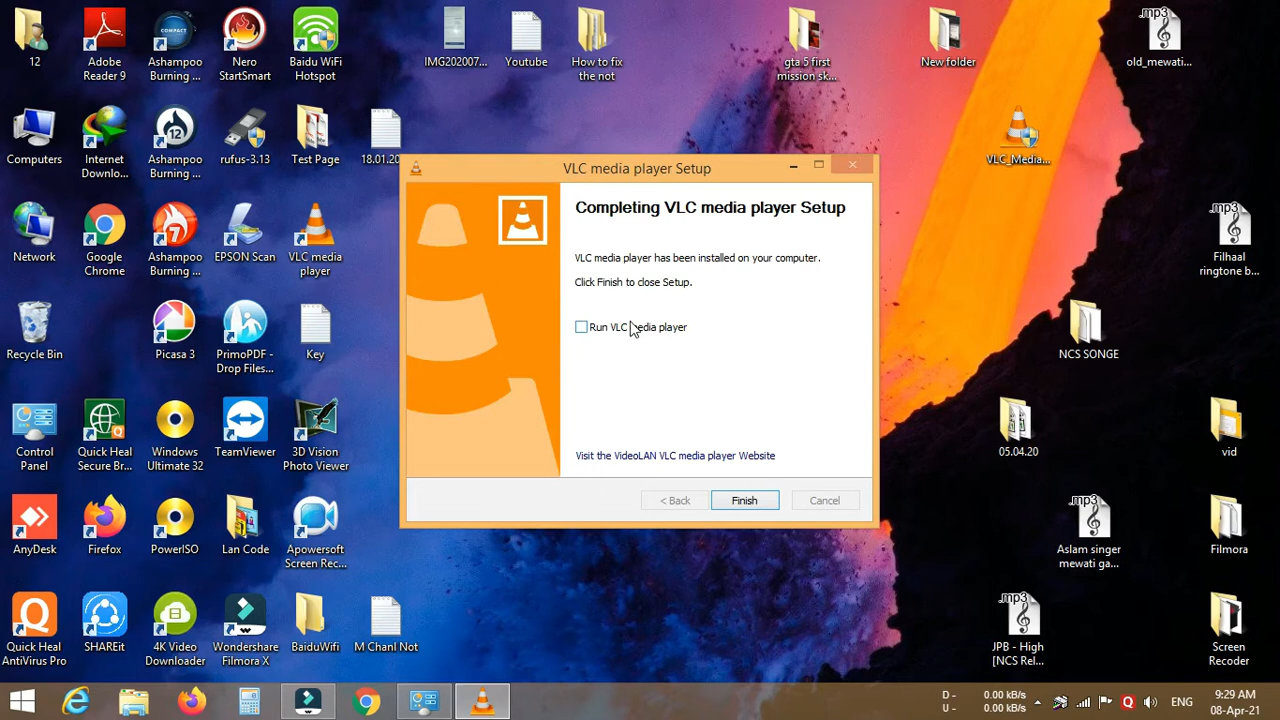 12
Adobe
Reader 9
Ashampoo
Burning ...
Nero
StartSmart
Baidu WiFi
Hotspot
IMG202007...
Youtube
How to fix
the not
gta 5 first
mission sk...
New folder
.mp3
old_mewati...
Computers
Internet
Downlo...
Ashampoo
Burning ...
rufus-3.13
Test Page
18.01.20
VLC_Media...
VLC media player Setup
Completing VLC media player Setup
VLC media player has been installed on your computer.
Click Finish to close Setup.
Run VLC media player
Visit the VideoLAN VLC media player Website
< Back
Finish
Cancel
Network
Google
Chrome
Ashampoo
Burning ...
EPSON Scan
VLC media
player
.mp3
Filhaal
ringtone b...
Recycle Bin
Picasa 3
PrimoPDF -
Drop Files...
Key
NCS SONGE
Control
Panel
Quick Heal
Secure Br...
Windows
Ultimate 32
TeamViewer
3D Vision
Photo Viewer
05.04.20
vid
AnyDesk
Firefox
PowerISO
Lan Code
Apowersoft
Screen Rec...
.mp3
Aslam singer
mewati ga...
Filmora
Quick Heal
AntiVirus Pro
SHAREit
4K Video
Downloader
Wondershare
Filmora X
BaiduWifi
M Chanl Not
.mp3
JPB - High
[NCS Rel...
Screen
Recoder
D -
0.00 kB/s
U -
0.00 kB/s
ENG
9:29 AM
08-Apr-21